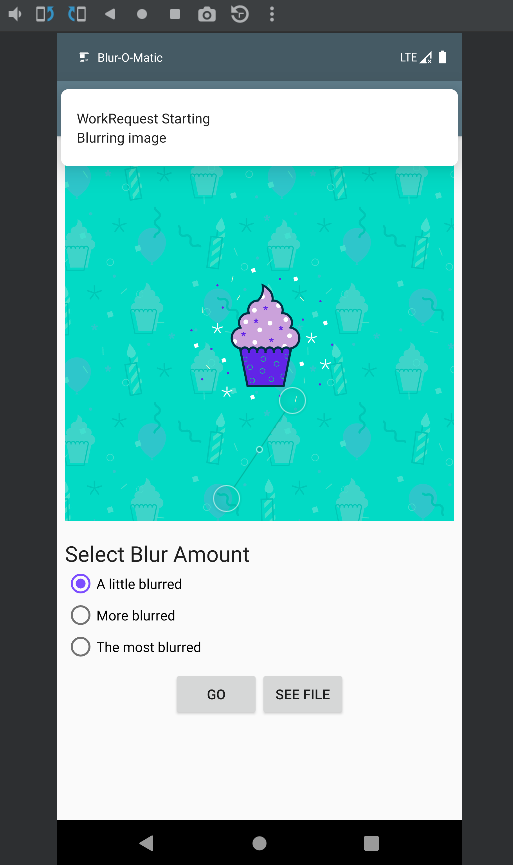 Blur-O-Matic
LTE
WorkRequest Starting
Blurring image
Select Blur Amount
A little blurred
More blurred
The most blurred
GO
SEE FILE